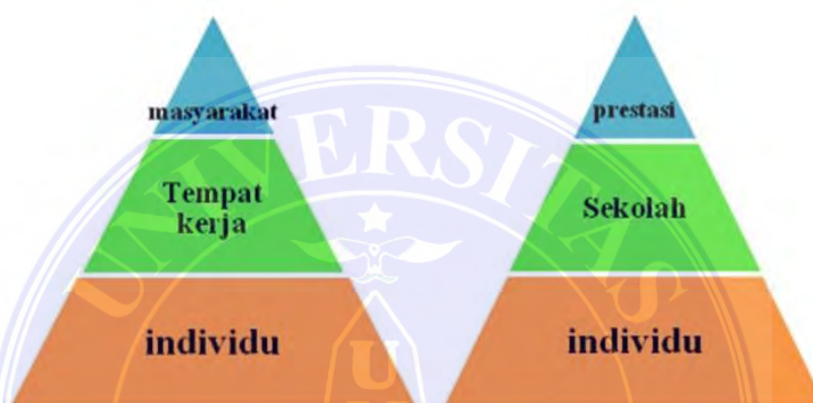 masyarakat
Tempat
kerja
individu
prestasi
Sekolah
individu
UNIVERSITAS
U